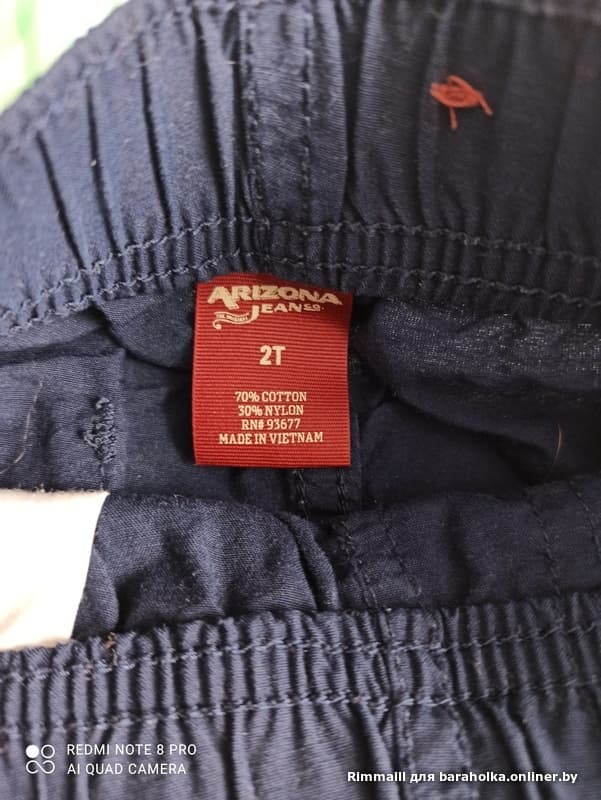 ARIZONA
THE ORIGINAL
JEAN CO.
2T
70% COTTON
30% NYLON
RN# 93677
MADE IN VIETNAM
REDMI NOTE 8 PRO
AI QUAD CAMERA
Rimmalll для baraholka.onliner.by